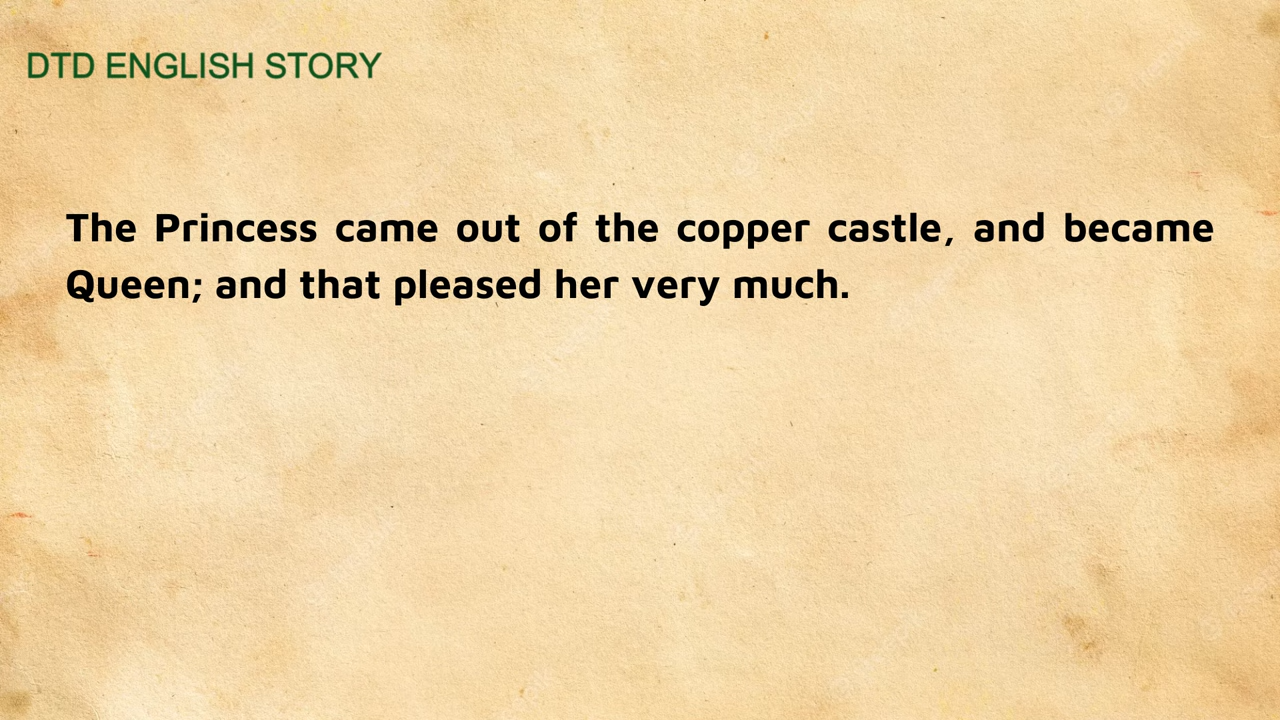 DTD ENGLISH STORY
The Princess came out of the copper castle, and became
Queen; and that pleased her very much.